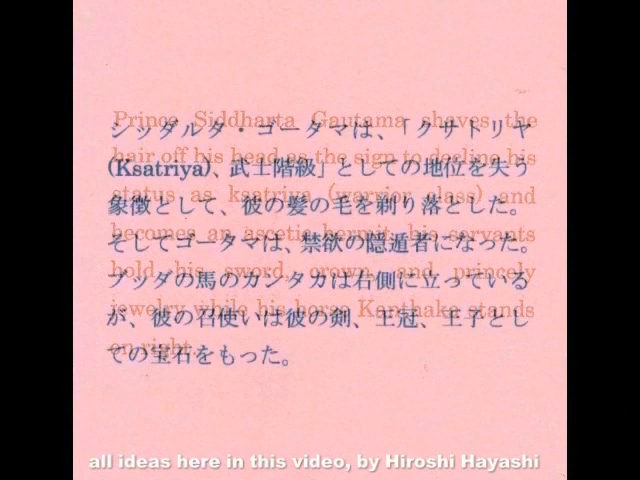 Prince Siddharta Gautama shaves the
シッダルタ・ゴータマは、「クサトリヤ
hair off his head as the sign to decline his
(Ksatriya)、武士階級」としての地位を失う
status as ksatriya (warrior class) and
象徴として、彼の髪の毛を剃り落とした。
becomes an ascetic hermit, his servants
そしてゴータマは、禁欲の隠遁者になった。
hold his sword, crown, and princely
ブッダの馬のカンタカは右側に立っている
jewelry while his horse Kanthaka stands
が、彼の召使いは彼の剣、王冠、王子とし
on right.
ての宝石をもった。
all ideas here in this video, by Hiroshi Hayashi